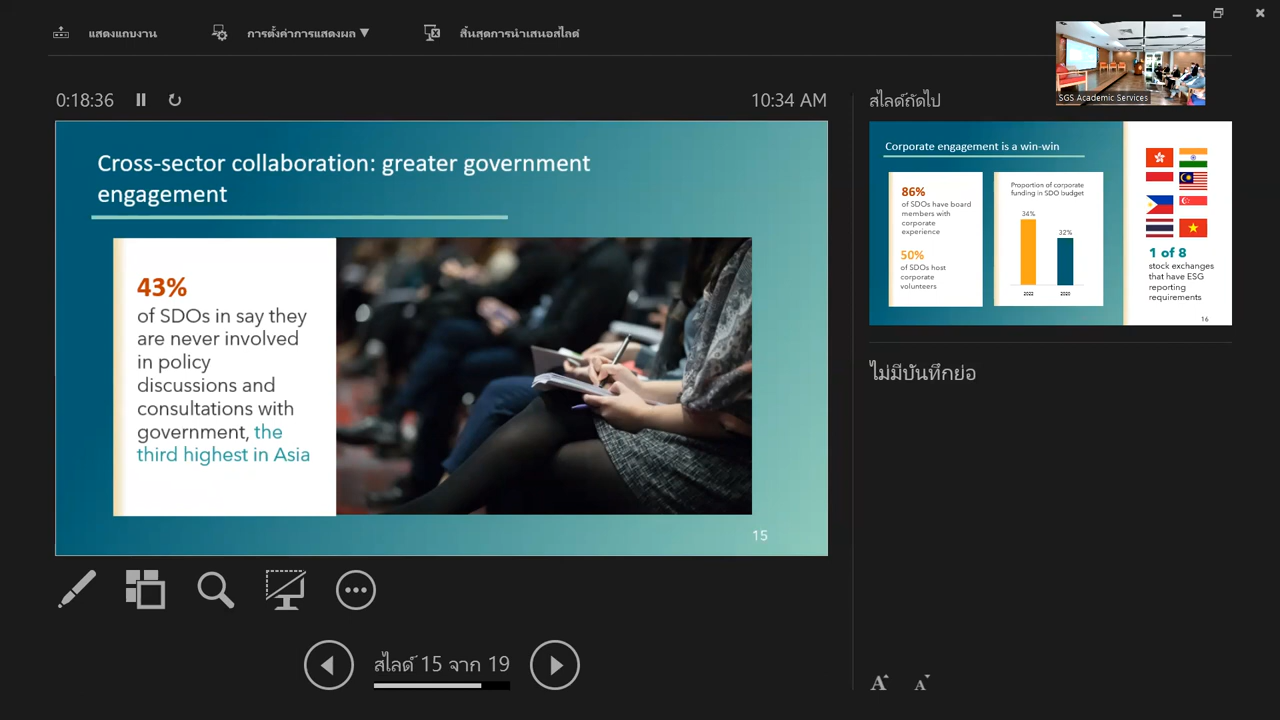 แสดงแถบงาน
การตั้งค่าการแสดงผล ▼
สิ้นสุดการนำเสนอสไลด์
SGS Academic Services
0:18:36
10:34 AM
สไลด์ถัดไป
Cross-sector collaboration: greater government
engagement
43%
of SDOs in say they
are never involved
in policy
discussions and
consultations with
government, the
third highest in Asia
15
Corporate engagement is a win-win
86%
of SDOs have board
members with
corporate
experience
50%
of SDOs host
corporate
volunteers
Proportion of corporate
funding in SDO budget
34%
32%
2022
2020
1 of 8
stock exchanges
that have ESG
reporting
requirements
16
ไม่มีบันทึกย่อ
สไลด์ 15 จาก 19
A A